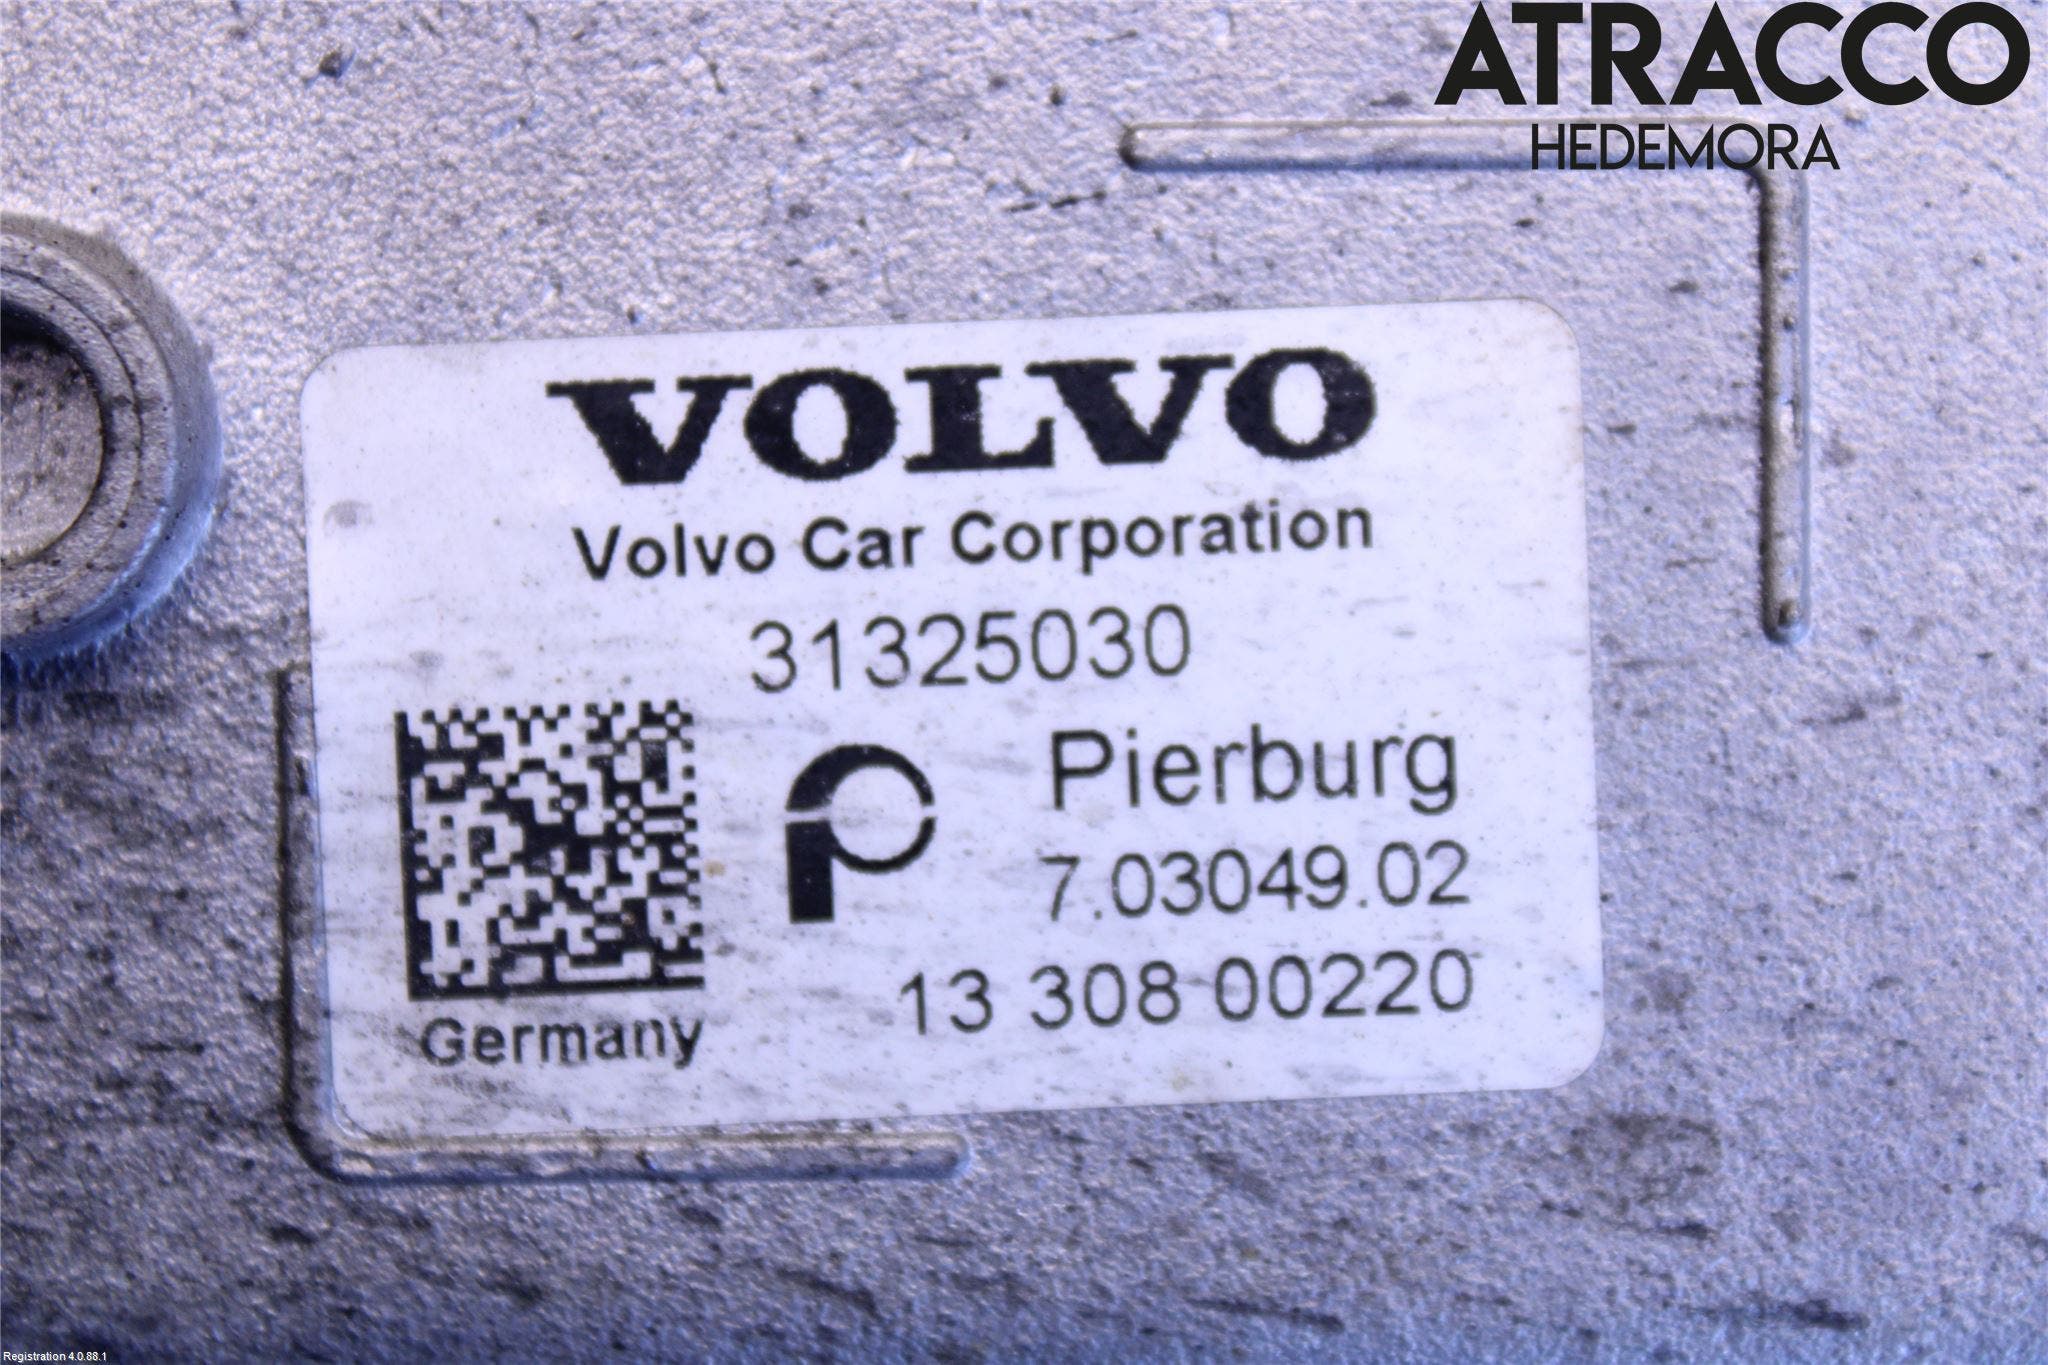 ATRACCO
HEDEMORA
VOLVO
Volvo Car Corporation
31325030
Pierburg
7.03049.02
13 308 00220
Germany
Registration 4.0.88.1